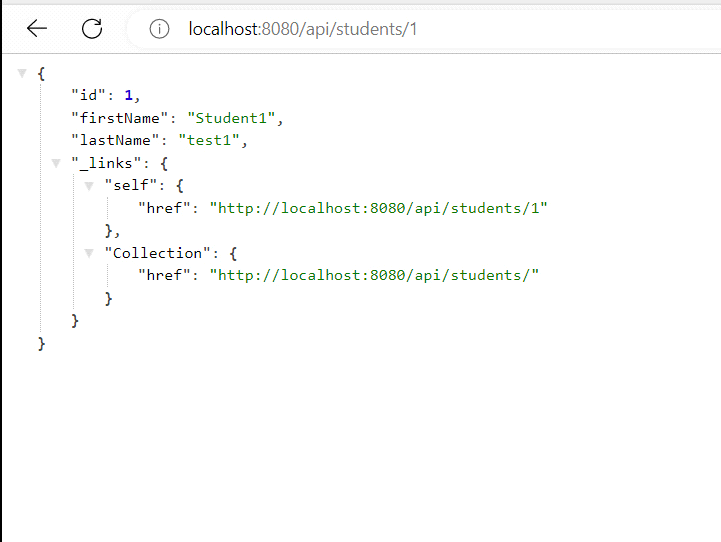 localhost:8080/api/students/1
{
"id": 1,
"firstName": "Student1",
"lastName": "test1",
"_links": {
"self": {
"href": "http://localhost:8080/api/students/1"
},
"Collection": {
"href": "http://localhost:8080/api/students/"
}
}
}